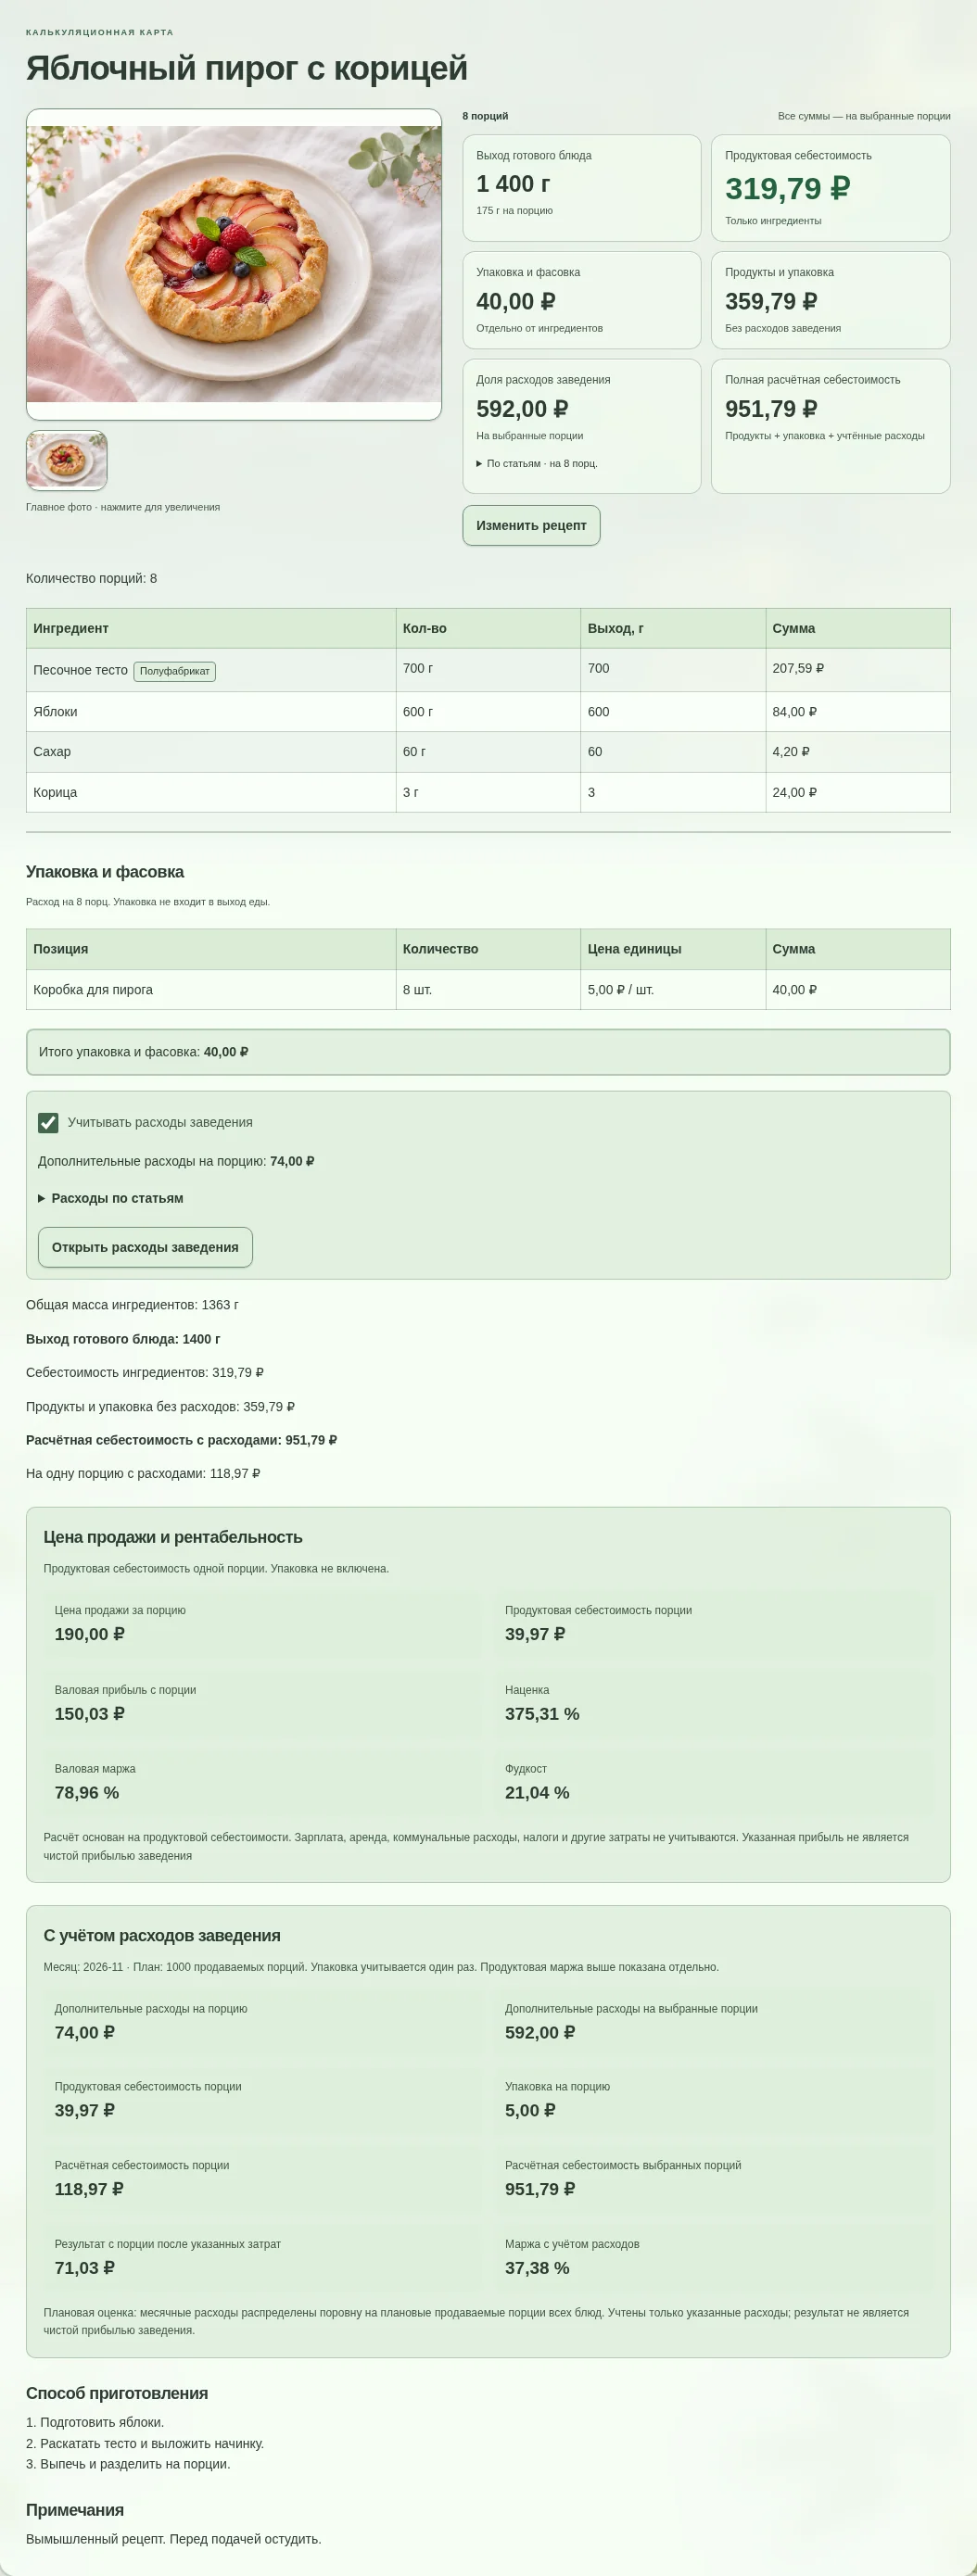 КАЛЬКУЛЯЦИОННАЯ КАРТА
Яблочный пирог с корицей
8 порций
Все суммы — на выбранные порции
Выход готового блюда
1 400 г
175 г на порцию
Продуктовая себестоимость
319,79 ₽
Только ингредиенты
Упаковка и фасовка
40,00 ₽
Отдельно от ингредиентов
Продукты и упаковка
359,79 ₽
Без расходов заведения
Доля расходов заведения
592,00 ₽
На выбранные порции
▶ По статьям · на 8 порц.
Полная расчётная себестоимость
951,79 ₽
Продукты + упаковка + учтённые расходы
Главное фото · нажмите для увеличения
Изменить рецепт
Количество порций: 8
Ингредиент Кол-во Выход, г Сумма
Песочное тесто Полуфабрикат 700 г 700 207,59 ₽
Яблоки 600 г 600 84,00 ₽
Сахар 60 г 60 4,20 ₽
Корица 3 г 3 24,00 ₽
Упаковка и фасовка
Расход на 8 порц. Упаковка не входит в выход еды.
Позиция Количество Цена единицы Сумма
Коробка для пирога 8 шт. 5,00 ₽ / шт. 40,00 ₽
Итого упаковка и фасовка: 40,00 ₽
Учитывать расходы заведения
Дополнительные расходы на порцию: 74,00 ₽
▶ Расходы по статьям
Открыть расходы заведения
Общая масса ингредиентов: 1363 г
Выход готового блюда: 1400 г
Себестоимость ингредиентов: 319,79 ₽
Продукты и упаковка без расходов: 359,79 ₽
Расчётная себестоимость с расходами: 951,79 ₽
На одну порцию с расходами: 118,97 ₽
Цена продажи и рентабельность
Продуктовая себестоимость одной порции. Упаковка не включена.
Цена продажи за порцию
190,00 ₽
Продуктовая себестоимость порции
39,97 ₽
Валовая прибыль с порции
150,03 ₽
Наценка
375,31 %
Валовая маржа
78,96 %
Фудкост
21,04 %
Расчёт основан на продуктовой себестоимости. Зарплата, аренда, коммунальные расходы, налоги и другие затраты не учитываются. Указанная прибыль не является
чистой прибылью заведения
С учётом расходов заведения
Месяц: 2026-11 · План: 1000 продаваемых порций. Упаковка учитывается один раз. Продуктовая маржа выше показана отдельно.
Дополнительные расходы на порцию
74,00 ₽
Дополнительные расходы на выбранные порции
592,00 ₽
Продуктовая себестоимость порции
39,97 ₽
Упаковка на порцию
5,00 ₽
Расчётная себестоимость порции
118,97 ₽
Расчётная себестоимость выбранных порций
951,79 ₽
Результат с порции после указанных затрат
71,03 ₽
Маржа с учётом расходов
37,38 %
Плановая оценка: месячные расходы распределены поровну на плановые продаваемые порции всех блюд. Учтены только указанные расходы; результат не является
чистой прибылью заведения.
Способ приготовления
1. Подготовить яблоки.
2. Раскатать тесто и выложить начинку.
3. Выпечь и разделить на порции.
Примечания
Вымышленный рецепт. Перед подачей остудить.